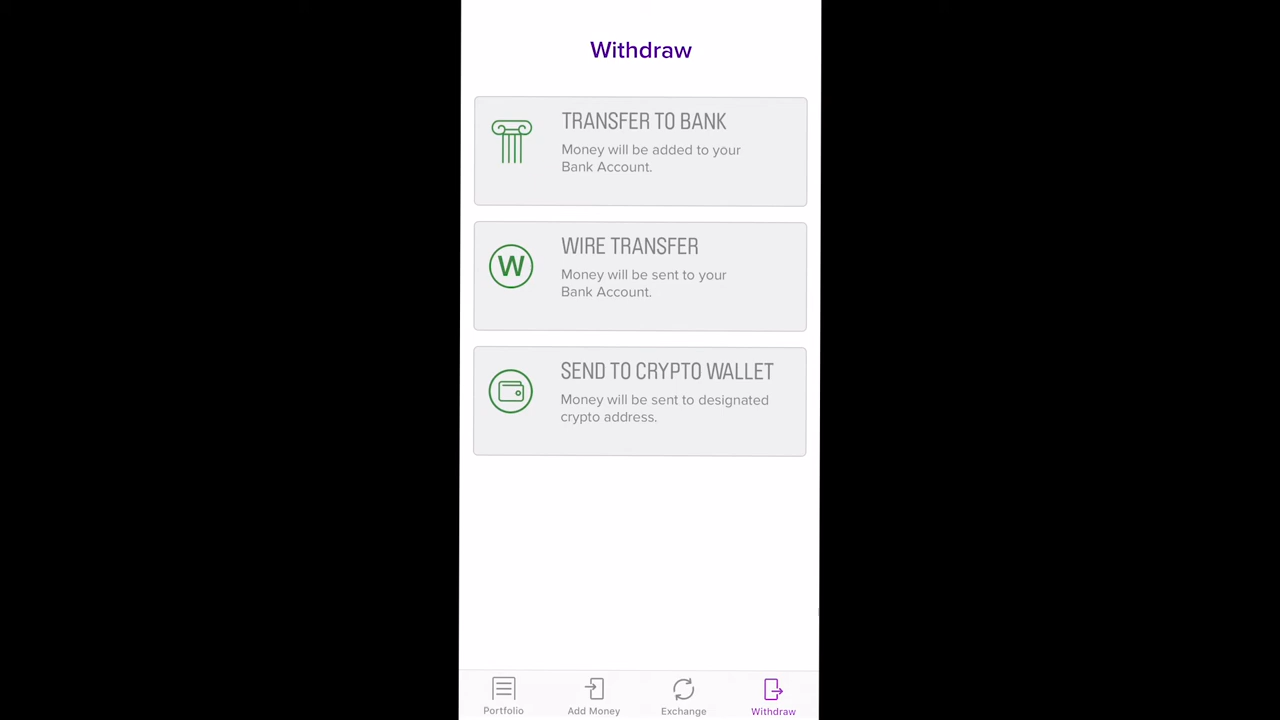 Withdraw
TRANSFER TO BANK
Money will be added to your
Bank Account.
W
WIRE TRANSFER
Money will be sent to your
Bank Account.
SEND TO CRYPTO WALLET
Money will be sent to designated
crypto address.
Portfolio
Add Money
Exchange
Withdraw